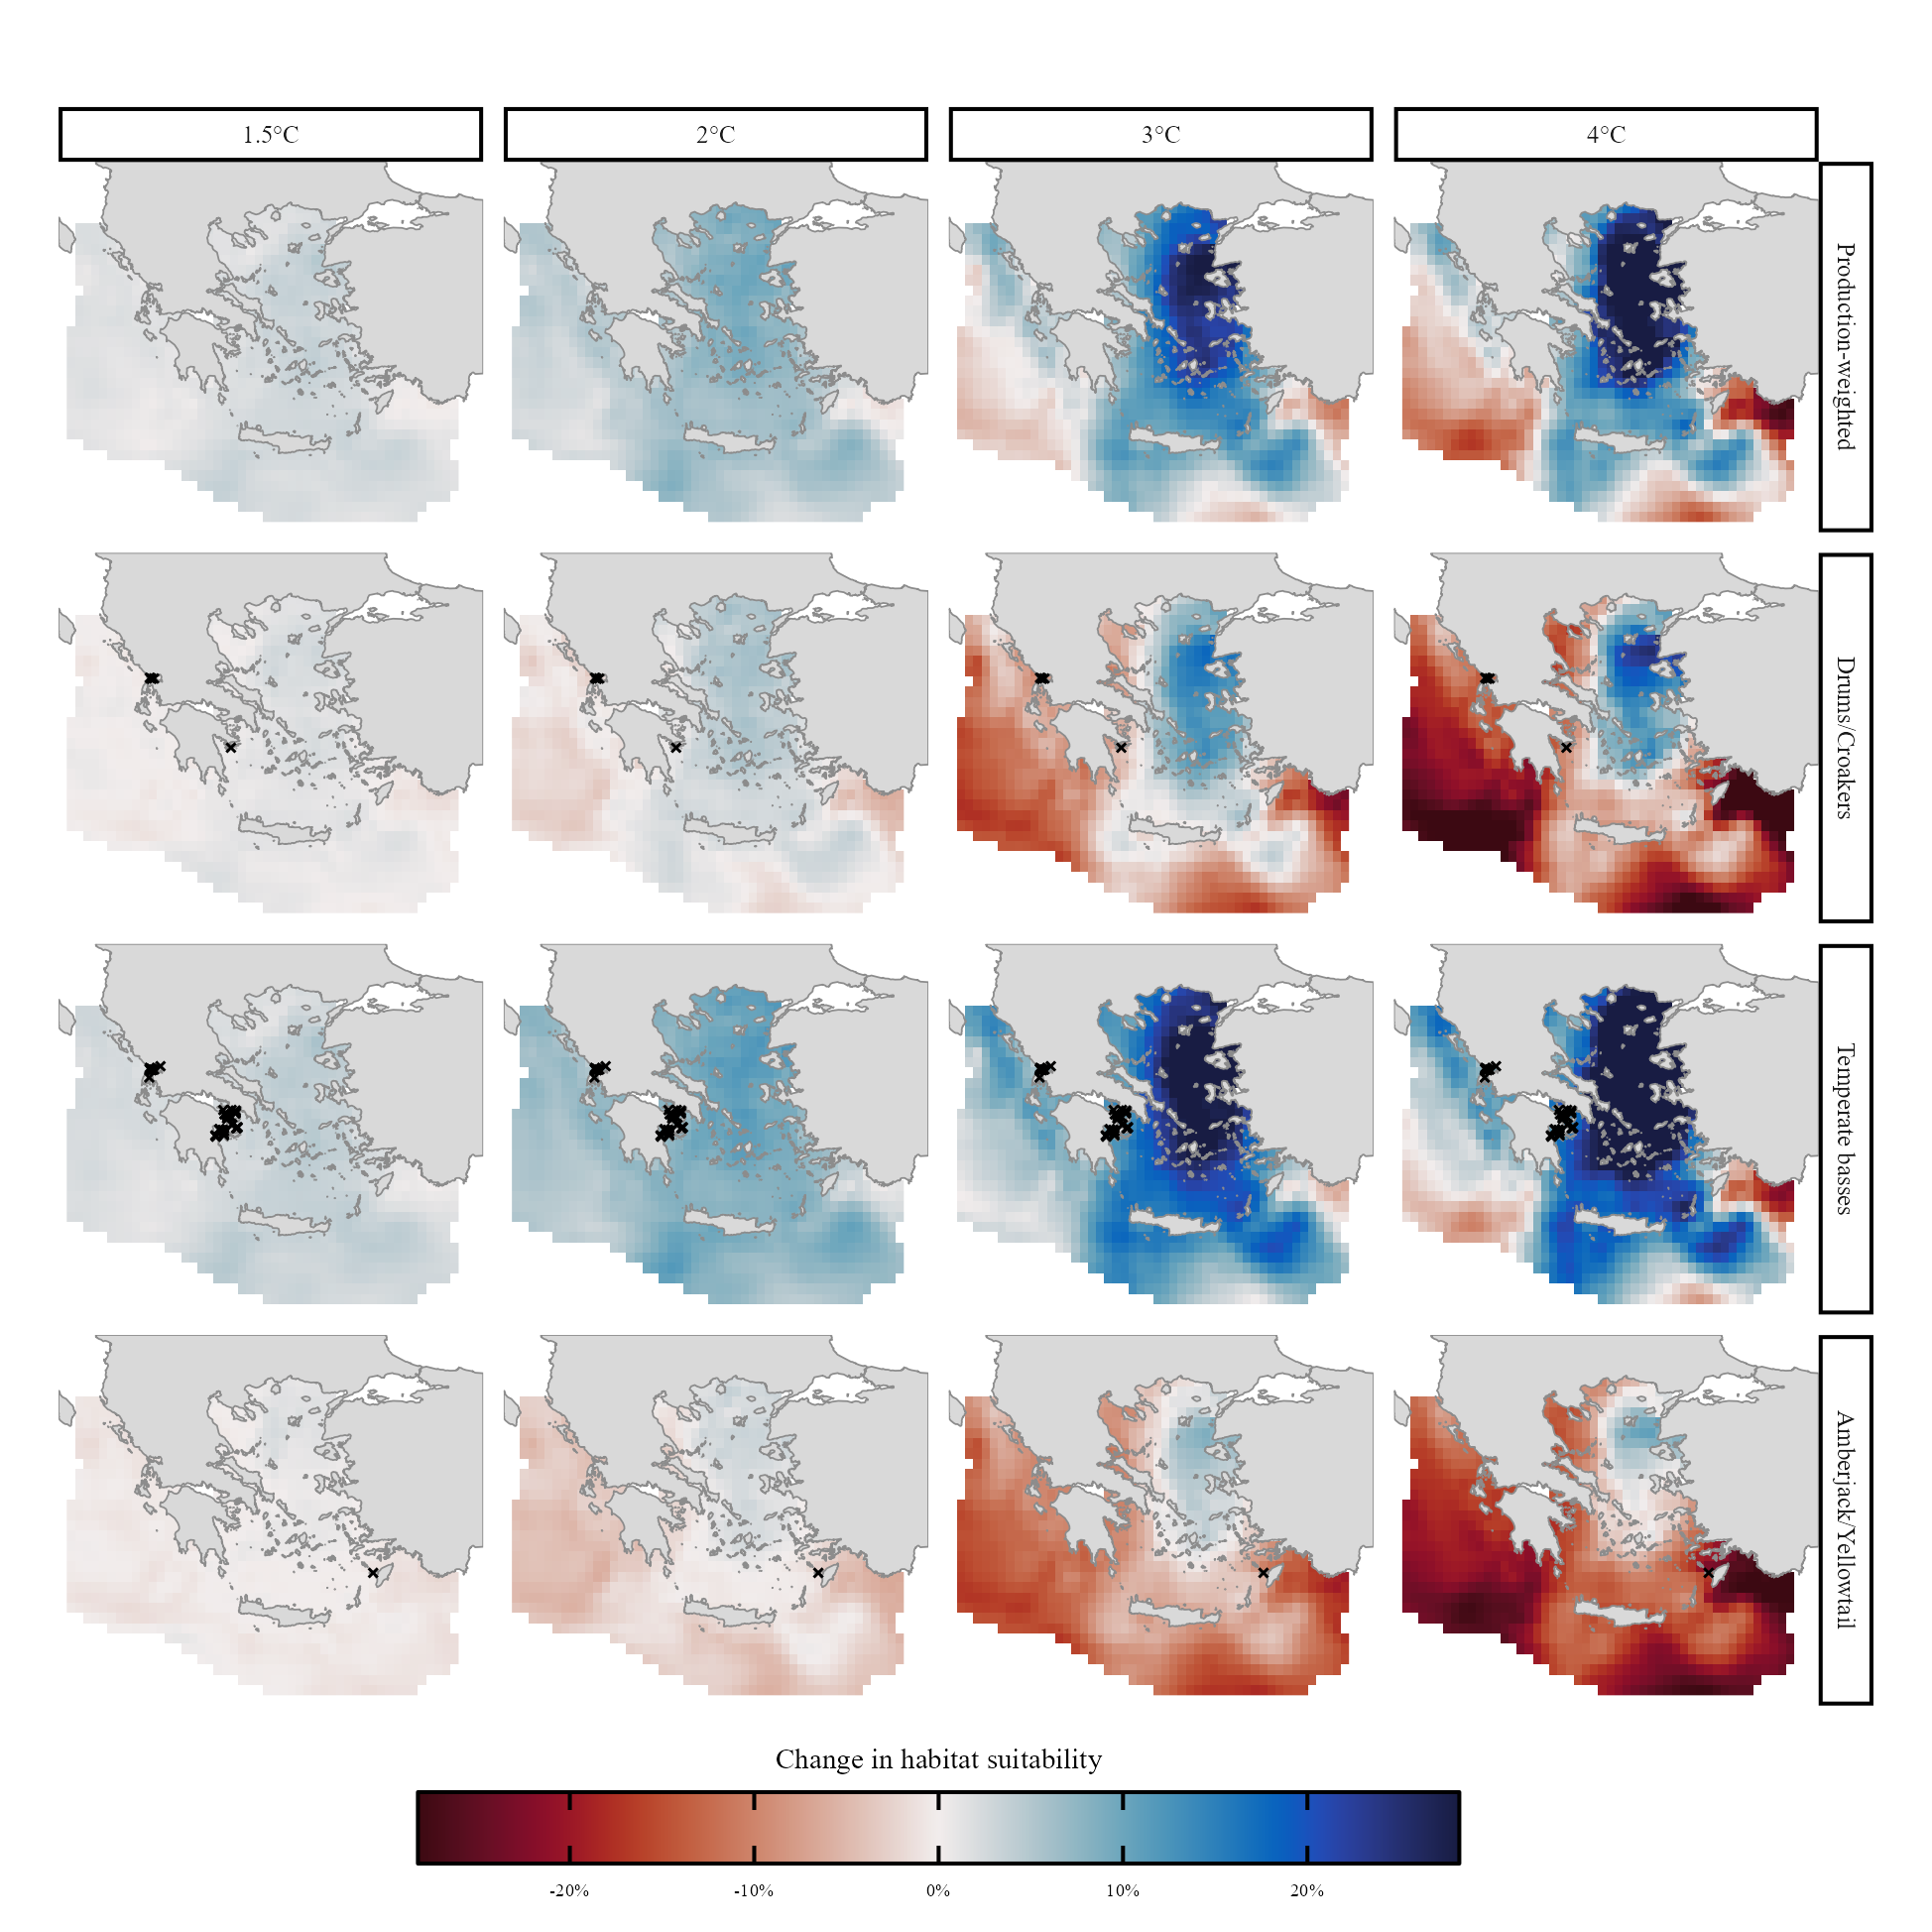 1.5°C
2°C
3°C
4°C
Production-weighted
Drums/Croakers
Temperate basses
Amberjack/Yellowtail
Change in habitat suitability
-20%
-10%
0%
10%
20%